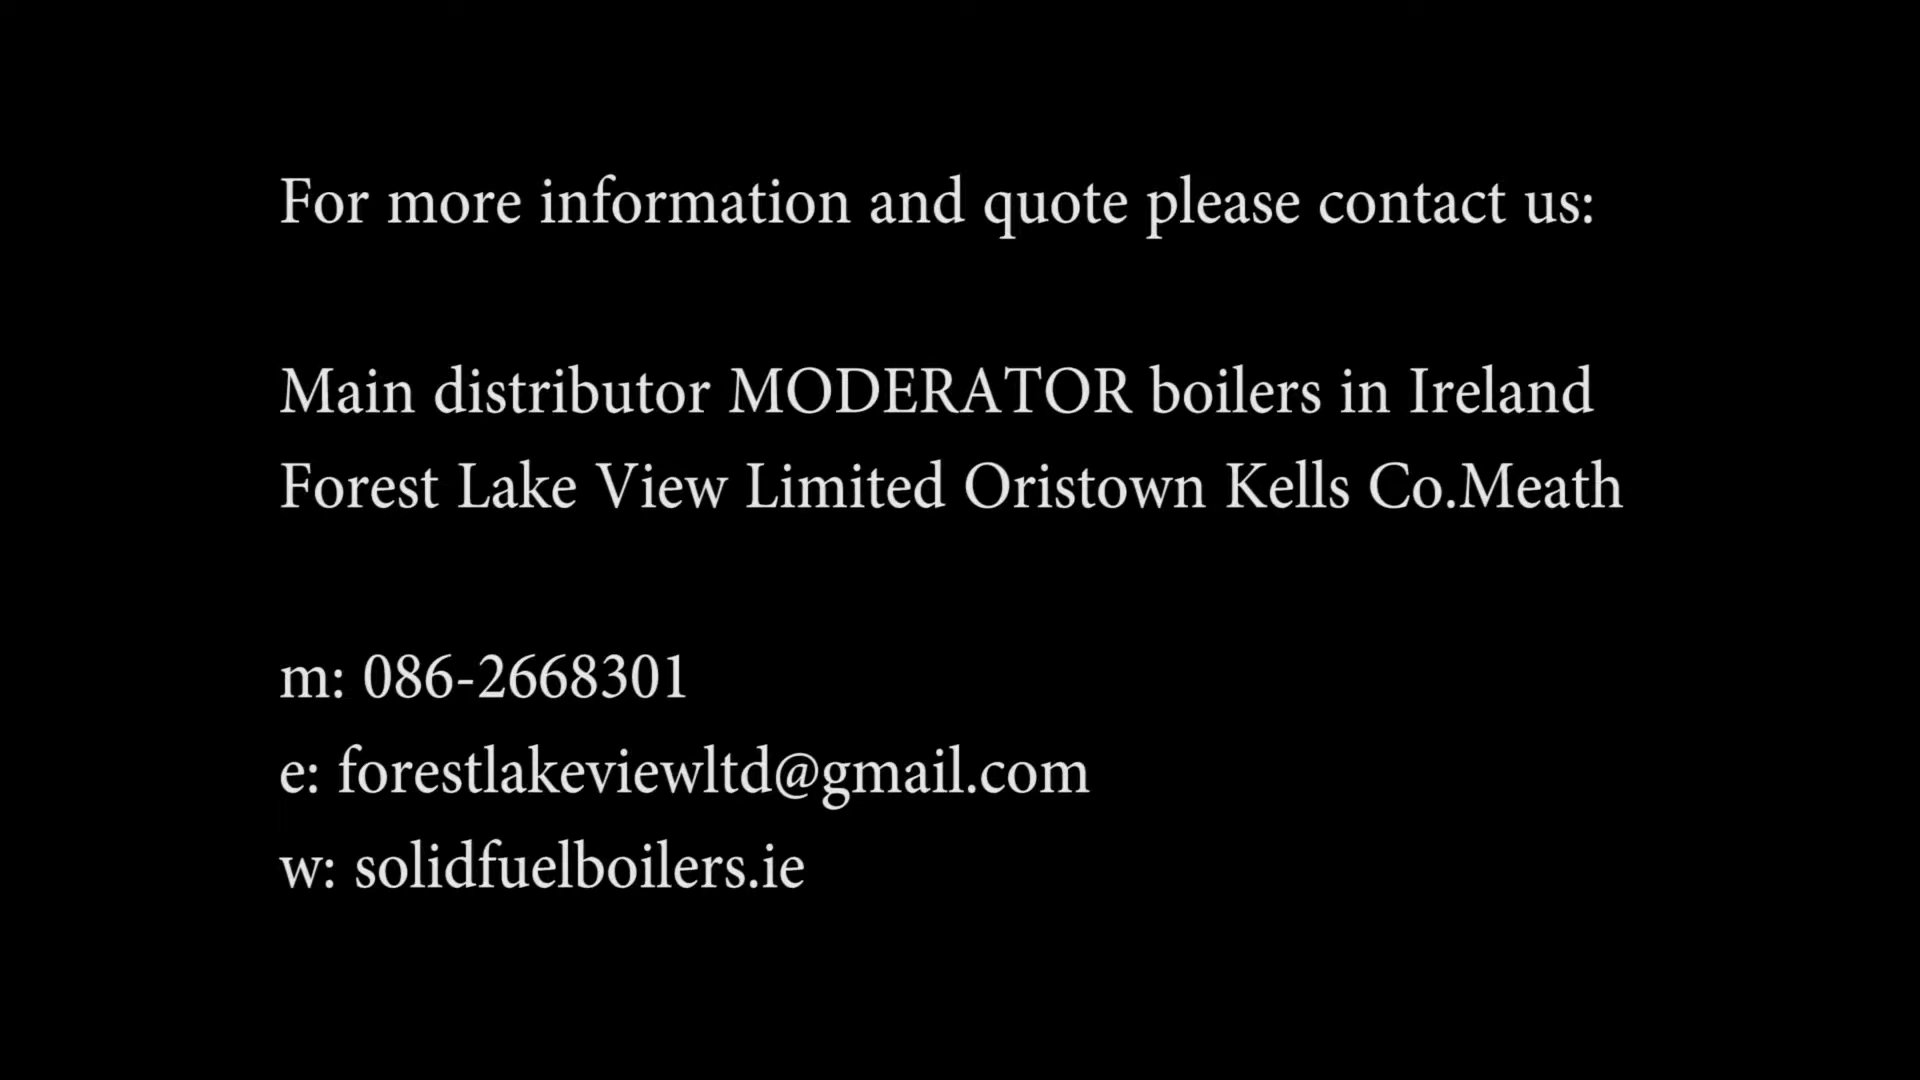 For more information and quote please contact us:
Main distributor MODERATOR boilers in Ireland
Forest Lake View Limited Oristown Kells Co.Meath
m: 086-2668301
e: forestlakeviewltd@gmail.com
w: solidfuelboilers.ie